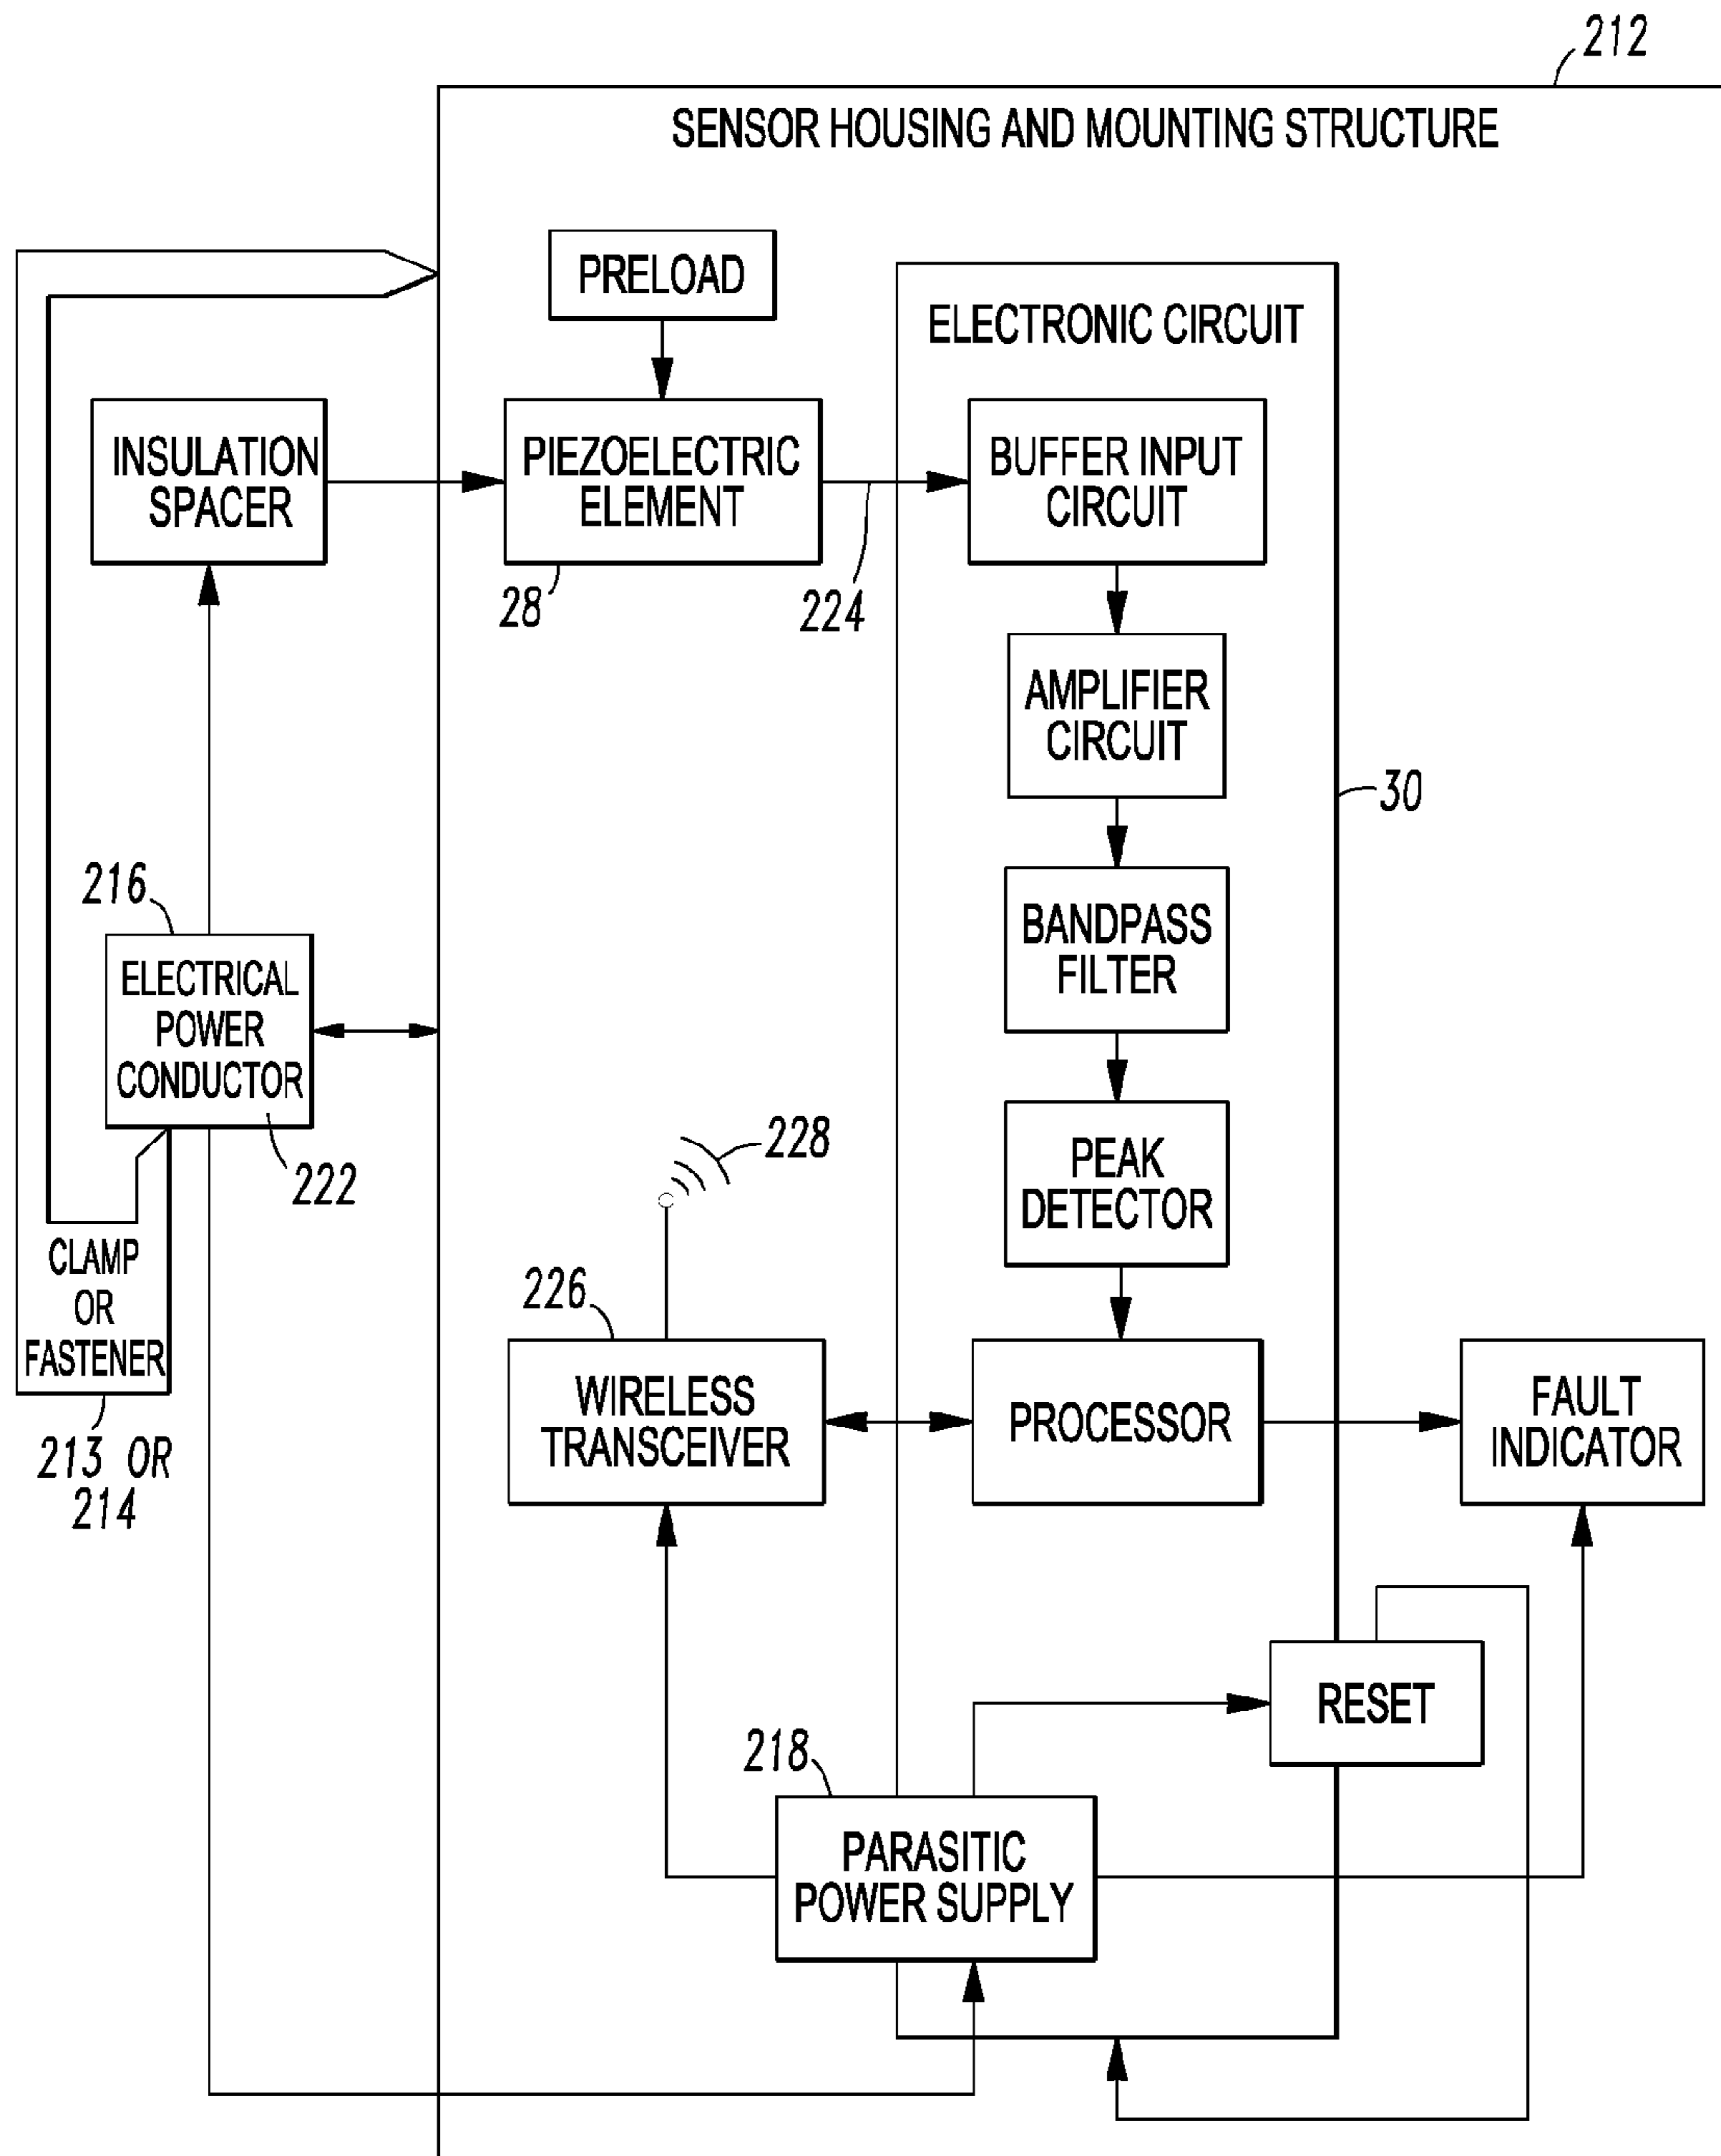 212
SENSOR HOUSING AND MOUNTING STRUCTURE
PRELOAD
ELECTRONIC CIRCUIT
INSULATION
SPACER
PIEZOELECTRIC
ELEMENT
BUFFER INPUT
CIRCUIT
28
224
AMPLIFIER
CIRCUIT
30
216
BANDPASS
FILTER
ELECTRICAL
POWER
CONDUCTOR
222
228
PEAK
DETECTOR
CLAMP
OR
FASTENER
213 OR
214
226
WIRELESS
TRANSCEIVER
PROCESSOR
FAULT
INDICATOR
RESET
218
PARASITIC
POWER SUPPLY